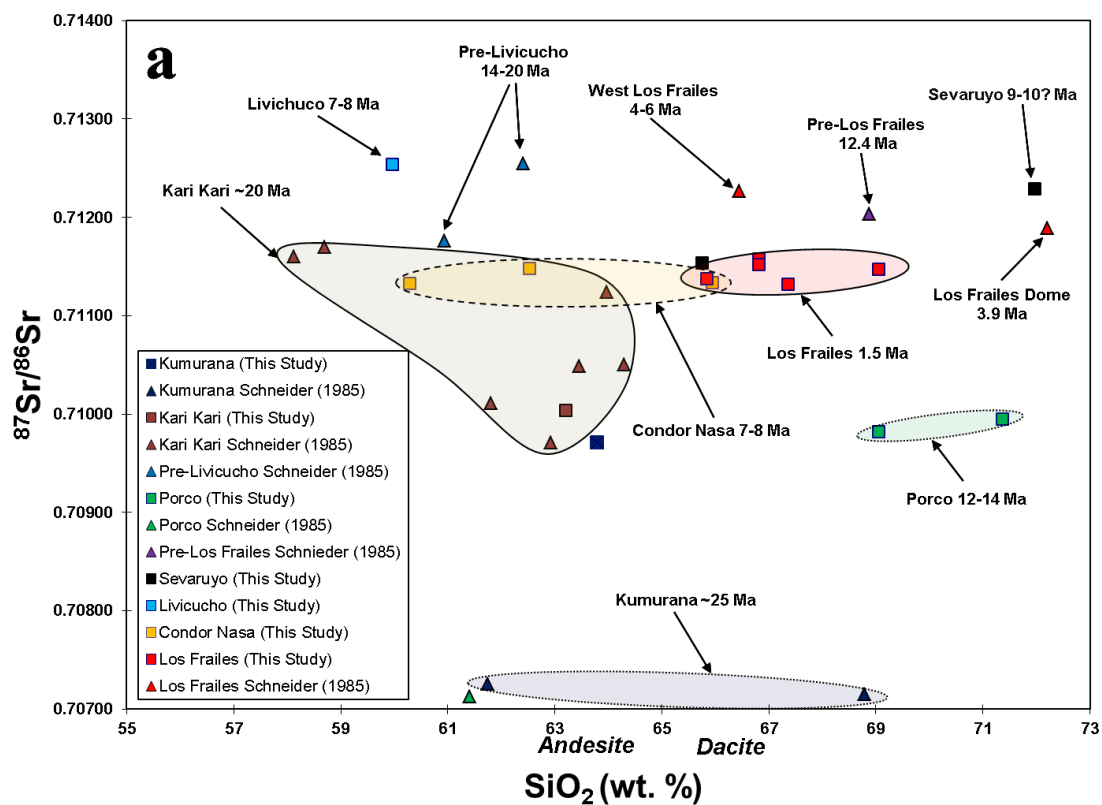 a
0.71400
0.71300
0.71200
0.71100
0.71000
0.70900
0.70800
0.70700
87Sr/86Sr
Pre-Livicucho
14-20 Ma
Livichuco 7-8 Ma
West Los Frailes
4-6 Ma
Sevaruyo 9-10? Ma
Pre-Los Frailes
12.4 Ma
Kari Kari ~20 Ma
Los Frailes Dome
3.9 Ma
Los Frailes 1.5 Ma
Condor Nasa 7-8 Ma
Porco 12-14 Ma
Kumurana ~25 Ma
Kumurana (This Study)
Kumurana Schneider (1985)
Kari Kari (This Study)
Kari Kari Schneider (1985)
Pre-Livicucho Schneider (1985)
Porco (This Study)
Porco Schneider (1985)
Pre-Los Frailes Schnieder (1985)
Sevaruyo (This Study)
Livicucho (This Study)
Condor Nasa (This Study)
Los Frailes (This Study)
Los Frailes Schneider (1985)
55 57 59 61 63 65 67 69 71 73
Andesite Dacite
SiO2 (wt. %)